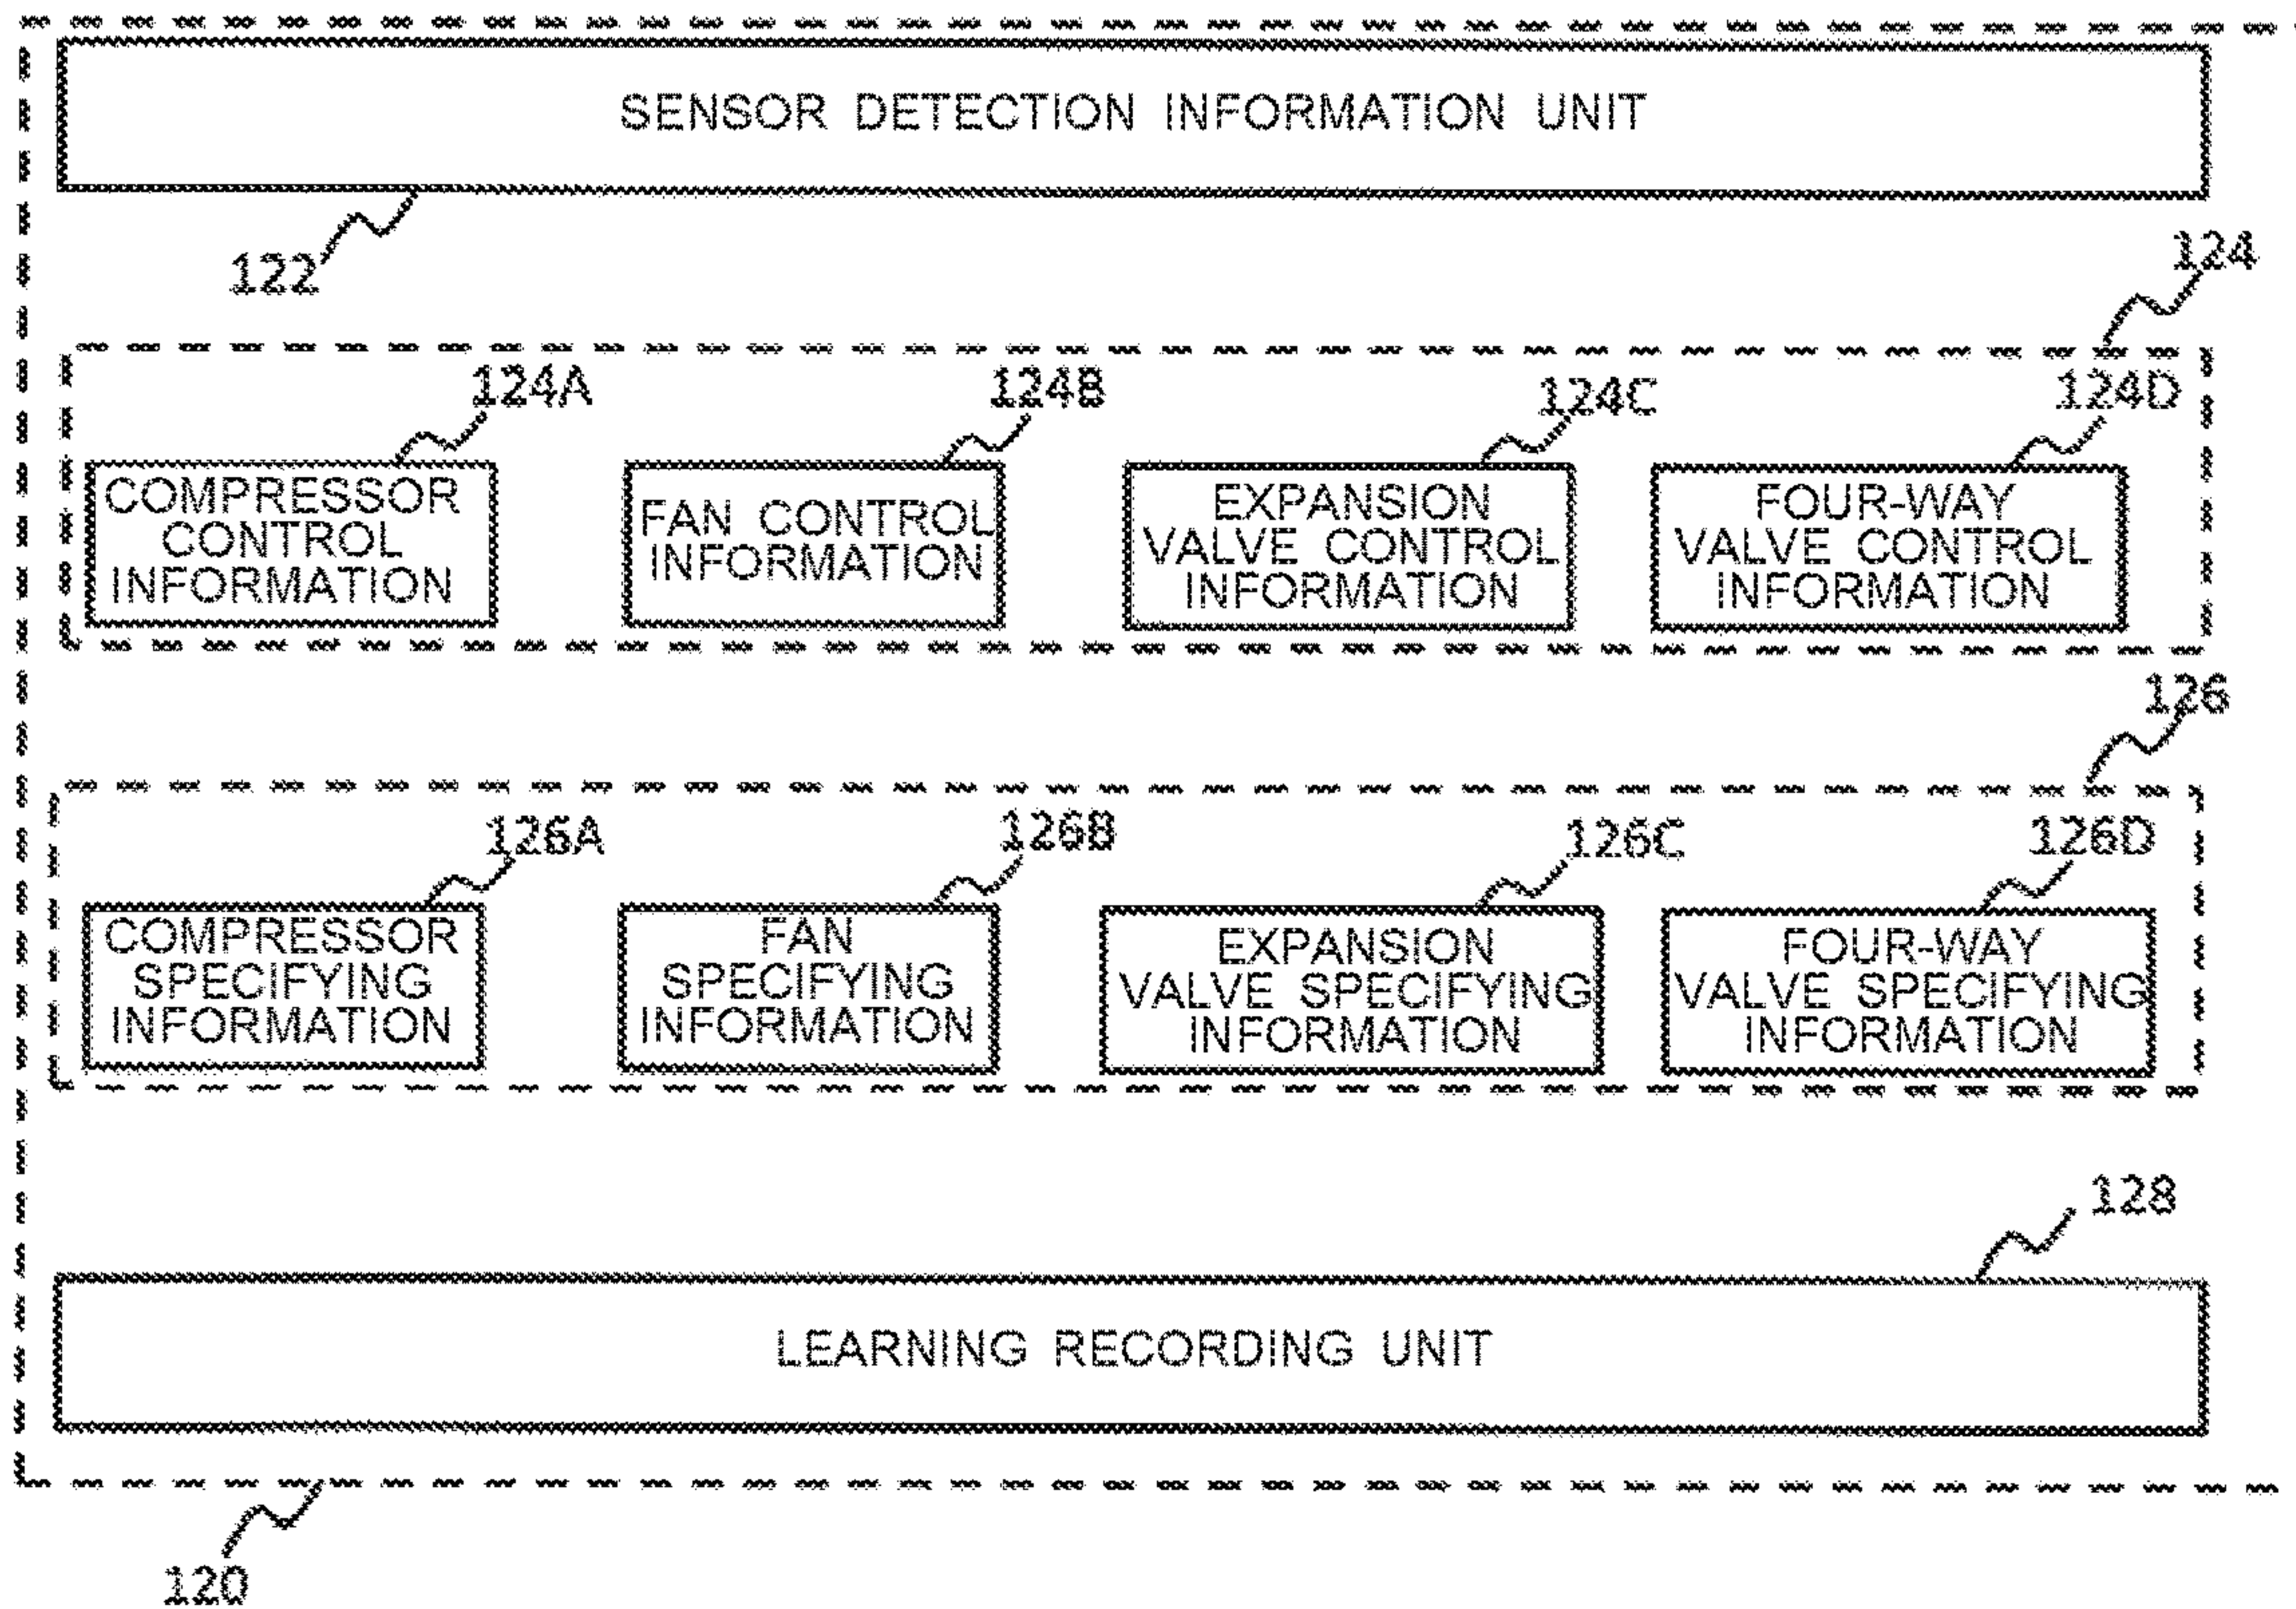 SENSOR DETECTION INFORMATION UNIT
122
124
124A
124B
124C
124D
COMPRESSOR
CONTROL
INFORMATION
FAN CONTROL
INFORMATION
EXPANSION
VALVE CONTROL
INFORMATION
FOUR-WAY
VALVE CONTROL
INFORMATION
126
126A
126B
126C
126D
COMPRESSOR
SPECIFYING
INFORMATION
FAN
SPECIFYING
INFORMATION
EXPANSION
VALVE SPECIFYING
INFORMATION
FOUR-WAY
VALVE SPECIFYING
INFORMATION
128
LEARNING RECORDING UNIT
120